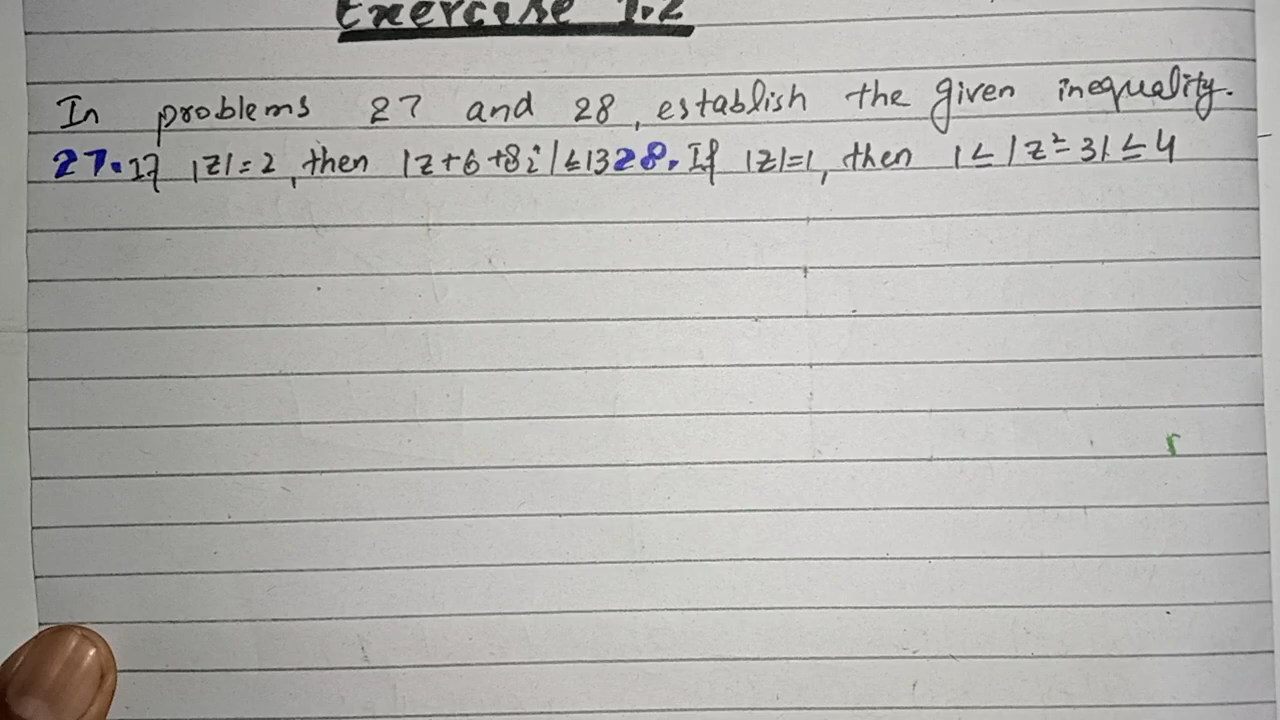 Exercise 1.2
In problems 27 and 28, establish the given inequality.
27. If |z|=2, then |z+6+8i|≤13 28. If |z|=1, then 1≤|z²-3|≤4
r